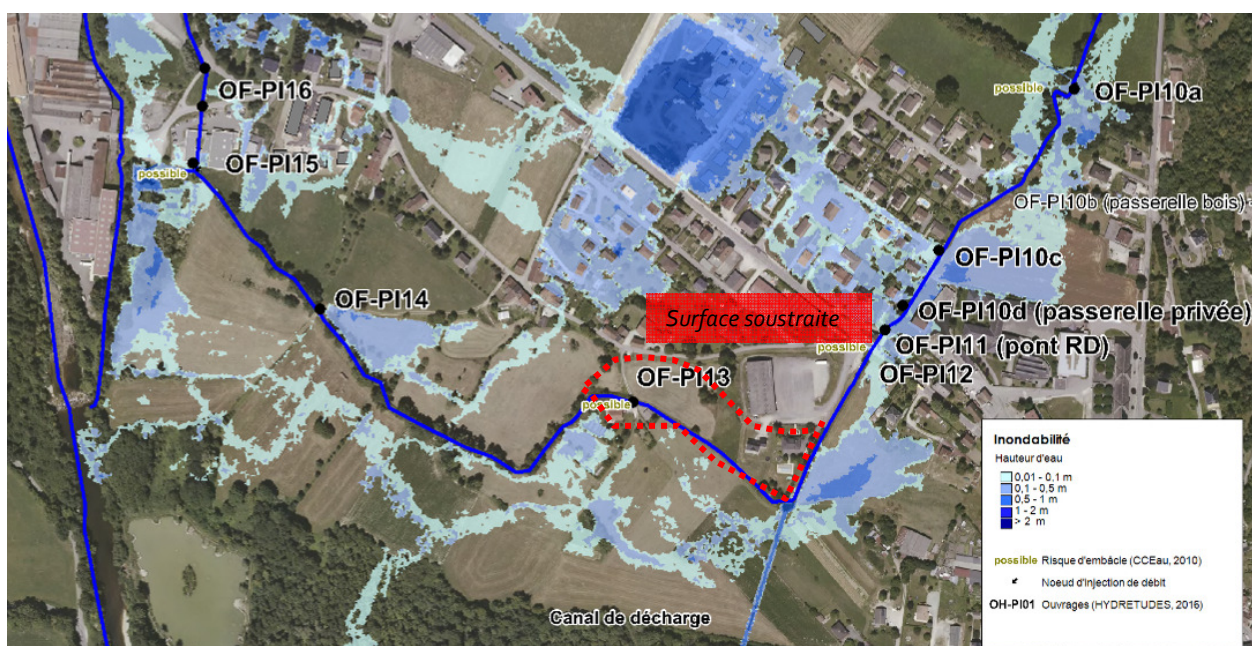 OF-PI16
possible
OF-PI10a
OF-PI15
possible
OF-PI10b (passerelle bois)
OF-PI10c
OF-PI14
Surface soustraite
OF-PI10d (passerelle privée)
possible
OF-PI11 (pont RD)
OF-PI12
OF-PI13
possible
Canal de décharge
Inondabilité
Hauteur d'eau
0,01 - 0,1 m
0,1 - 0,5 m
0,5 - 1 m
1 - 2 m
> 2 m
possible Risque d'embâcle (CCEau, 2010)
Noeud d'injection de débit
OH-PI01 Ouvrages (HYDRETUDES, 2016)